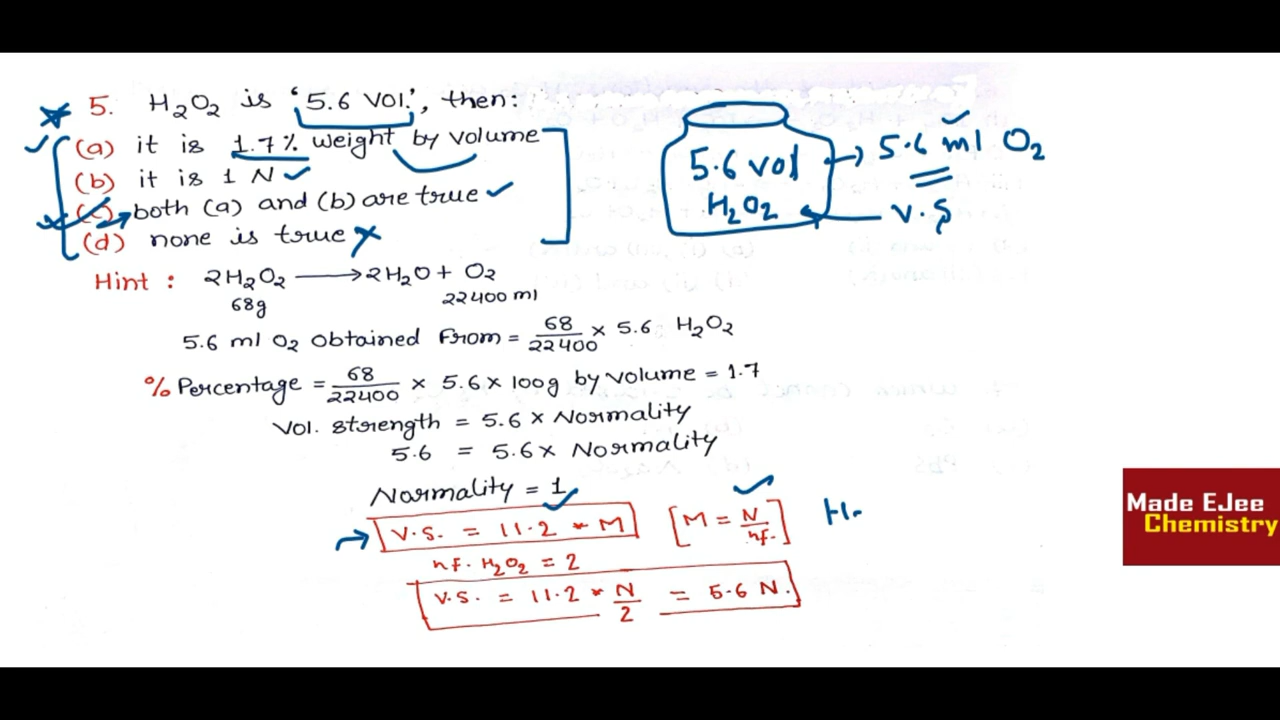 5. H₂O₂ is '5.6 vol.', then:
(a) it is 1.7% weight by volume
(b) it is 1 N
(c) both (a) and (b) are true
(d) none is true
5.6 vol H₂O₂
5.6 ml O₂
V.S
Hint : 2H₂O₂ → 2H₂O + O₂
68g 22400 ml
5.6 ml O₂ obtained From = 68/22400 × 5.6 H₂O₂
% Percentage = 68/22400 × 5.6 × 100g by volume = 1.7
Vol. strength = 5.6 × Normality
5.6 = 5.6 × Normality
Normality = 1
V.S. = 11.2 * M [M = N/nf.]
nf. H₂O₂ = 2
V.S. = 11.2 * N/2 = 5.6 N.
Made EJee
Chemistry